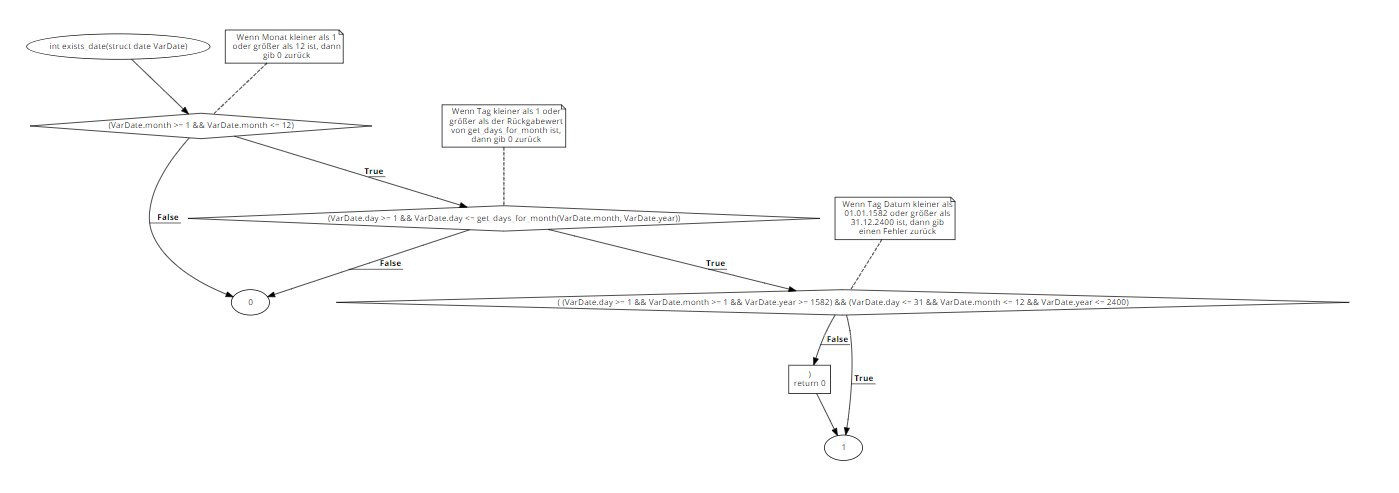 int exists_date(struct date VarDate)
Wenn Monat kleiner als 1
oder größer als 12 ist, dann
gib 0 zurück
(VarDate.month >= 1 && VarDate.month <= 12)
Wenn Tag kleiner als 1 oder
größer als der Rückgabewert
von get_days_for_month ist,
dann gib 0 zurück
True
False
(VarDate.day >= 1 && VarDate.day <= get_days_for_month(VarDate.month, VarDate.year))
Wenn Tag Datum kleiner als
01.01.1582 oder größer als
31.12.2400 ist, dann gib
einen Fehler zurück
False
True
0
( (VarDate.day >= 1 && VarDate.month >= 1 && VarDate.year >= 1582) && (VarDate.day <= 31 && VarDate.month <= 12 && VarDate.year <= 2400)
False
)
return 0
True
1